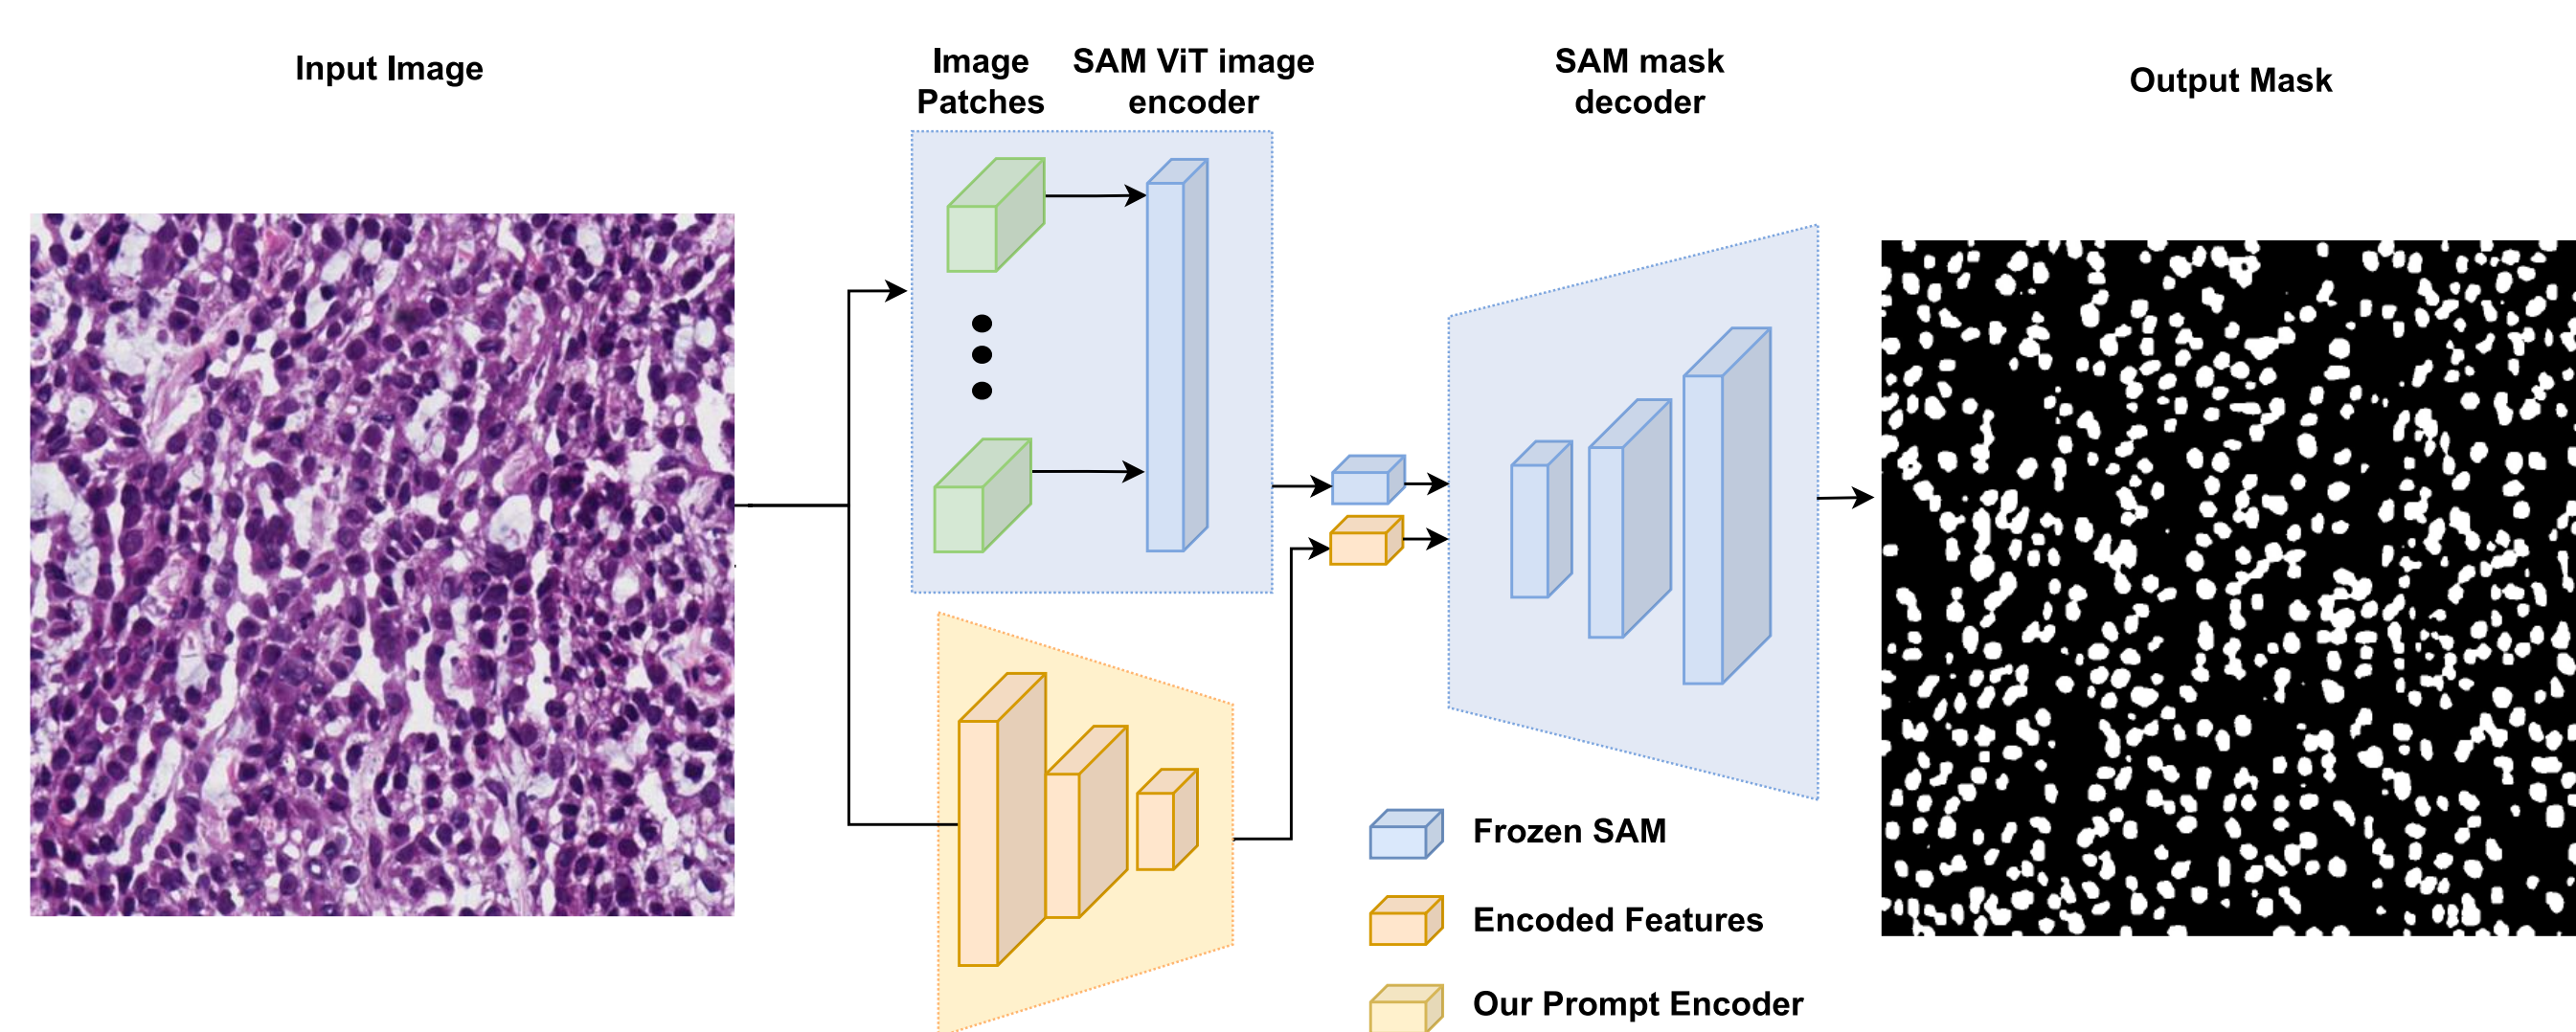 Input Image
Image
Patches
SAM ViT image
encoder
SAM mask
decoder
Output Mask
Frozen SAM
Encoded Features
Our Prompt Encoder